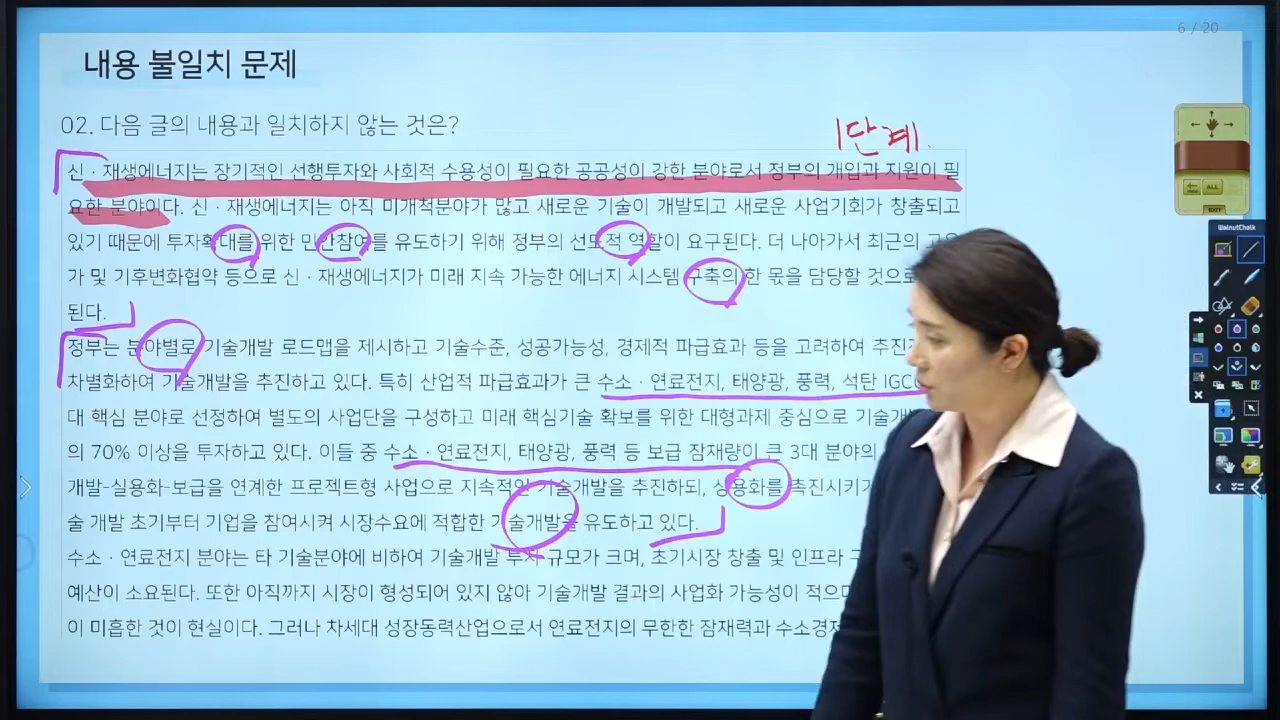 6 / 20
내용 불일치 문제
02. 다음 글의 내용과 일치하지 않는 것은?
1단계.
신 · 재생에너지는 장기적인 선행투자와 사회적 수용성이 필요한 공공성이 강한 분야로서 정부의 개입과 지원이 필
요한 분야이다. 신 · 재생에너지는 아직 미개척분야가 많고 새로운 기술이 개발되고 새로운 사업기회가 창출되고
있기 때문에 투자확대를 위한 민간참여를 유도하기 위해 정부의 선도적 역할이 요구된다. 더 나아가서 최근의
가 및 기후변화협약 등으로 신 · 재생에너지가 미래 지속 가능한 에너지 시스템 구축의 한 몫을 담당할 것으로
된다.
정부는 분야별로 기술개발 로드맵을 제시하고 기술수준, 성공가능성, 경제적 파급효과 등을 고려하여
차별화하여 기술개발을 추진하고 있다. 특히 산업적 파급효과가 큰 수소 · 연료전지, 태양광, 풍력, 석탄 IGCC
대 핵심 분야로 선정하여 별도의 사업단을 구성하고 미래 핵심기술 확보를 위한 대형과제 중심으로
의 70% 이상을 투자하고 있다. 이들 중 수소 · 연료전지, 태양광, 풍력 등 보급 잠재량이 큰 3대 분야의
개발-실용화-보급을 연계한 프로젝트형 사업으로 지속적인 기술개발을 추진하되, 상용화를
술 개발 초기부터 기업을 참여시켜 시장수요에 적합한 기술개발을 유도하고 있다.
수소 · 연료전지 분야는 타 기술분야에 비하여 기술개발 투자 규모가 크며, 초기시장 창출 및 인프라
예산이 소요된다. 또한 아직까지 시장이 형성되어 있지 않아 기술개발 결과의 사업화 가능성이
이 미흡한 것이 현실이다. 그러나 차세대 성장동력산업으로서 연료전지의 무한한 잠재력과
ALL
EXIT
WalnutChalk